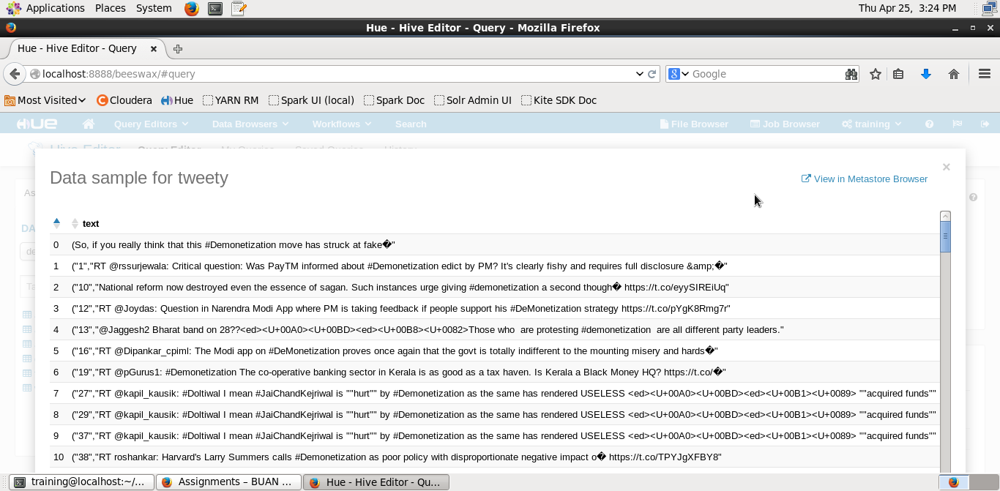 Applications Places System Thu Apr 25, 3:24 PM
Hue - Hive Editor - Query - Mozilla Firefox
Hue - Hive Editor - Query
localhost:8888/beeswax/#query Google
Most Visited Cloudera Hue YARN RM Spark UI (local) Spark Doc Solr Admin UI Kite SDK Doc
HUE Query Editors Data Browsers Workflows Search File Browser Job Browser training
Hive Editor Query Editor My Queries Saved Queries History
Data sample for tweety
View in Metastore Browser
As
DA
de
Ta
text
0 (So, if you really think that this #Demonetization move has struck at fake�"
1 ("1","RT @rssurjewala: Critical question: Was PayTM informed about #Demonetization edict by PM? It's clearly fishy and requires full disclosure &amp;�"
2 ("10","National reform now destroyed even the essence of sagan. Such instances urge giving #demonetization a second though� https://t.co/eyySIREiUq"
3 ("12","RT @Joydas: Question in Narendra Modi App where PM is taking feedback if people support his #DeMonetization strategy https://t.co/pYgK8Rmg7r"
4 ("13","@Jaggesh2 Bharat band on 28??<ed><U+00A0><U+00BD><ed><U+00B8><U+0082>Those who  are protesting #demonetization  are all different party leaders."
5 ("16","RT @Dipankar_cpiml: The Modi app on #DeMonetization proves once again that the govt is totally indifferent to the mounting misery and hards�"
6 ("19","RT @pGurus1: #Demonetization The co-operative banking sector in Kerala is as good as a tax haven. Is Kerala a Black Money HQ? https://t.co/�"
7 ("27","RT @kapil_kausik: #Doltiwal I mean #JaiChandKejriwal is ""hurt"" by #Demonetization as the same has rendered USELESS <ed><U+00A0><U+00BD><ed><U+00B1><U+0089> ""acquired funds""
8 ("29","RT @kapil_kausik: #Doltiwal I mean #JaiChandKejriwal is ""hurt"" by #Demonetization as the same has rendered USELESS <ed><U+00A0><U+00BD><ed><U+00B1><U+0089> ""acquired funds""
9 ("37","RT @kapil_kausik: #Doltiwal I mean #JaiChandKejriwal is ""hurt"" by #Demonetization as the same has rendered USELESS <ed><U+00A0><U+00BD><ed><U+00B1><U+0089> ""acquired funds""
10 ("38","RT roshankar: Harvard's Larry Summers calls #Demonetization as poor policy with disproportionate negative impact o� https://t.co/TPYJgXFBY8"
training@localhost:~/... Assignments – BUAN ... Hue - Hive Editor - Qu...